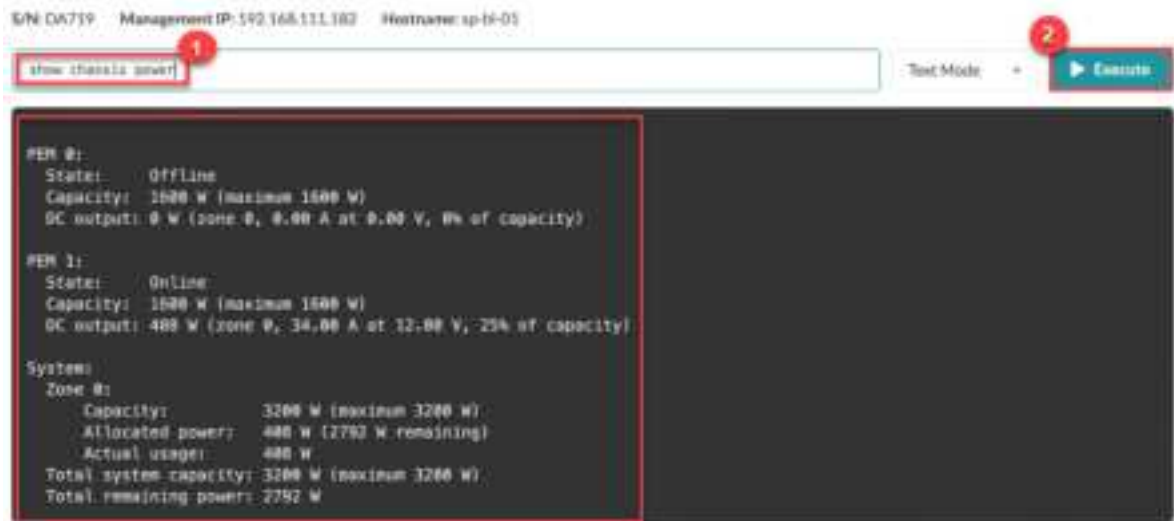 S/N: DA719 Management IP: 192.168.111.182 Hostname: sp-bl-01
1
2
show chassis power
Text Mode
Execute
PEM 0:
State: Offline
Capacity: 1600 W (maximum 1600 W)
DC output: 0 W (zone 0, 0.00 A at 0.00 V, 0% of capacity)
PEM 1:
State: Online
Capacity: 1600 W (maximum 1600 W)
DC output: 408 W (zone 0, 34.00 A at 12.00 V, 25% of capacity)
System:
Zone 0:
Capacity: 3200 W (maximum 3200 W)
Allocated power: 408 W (2792 W remaining)
Actual usage: 408 W
Total system capacity: 3200 W (maximum 3200 W)
Total remaining power: 2792 W